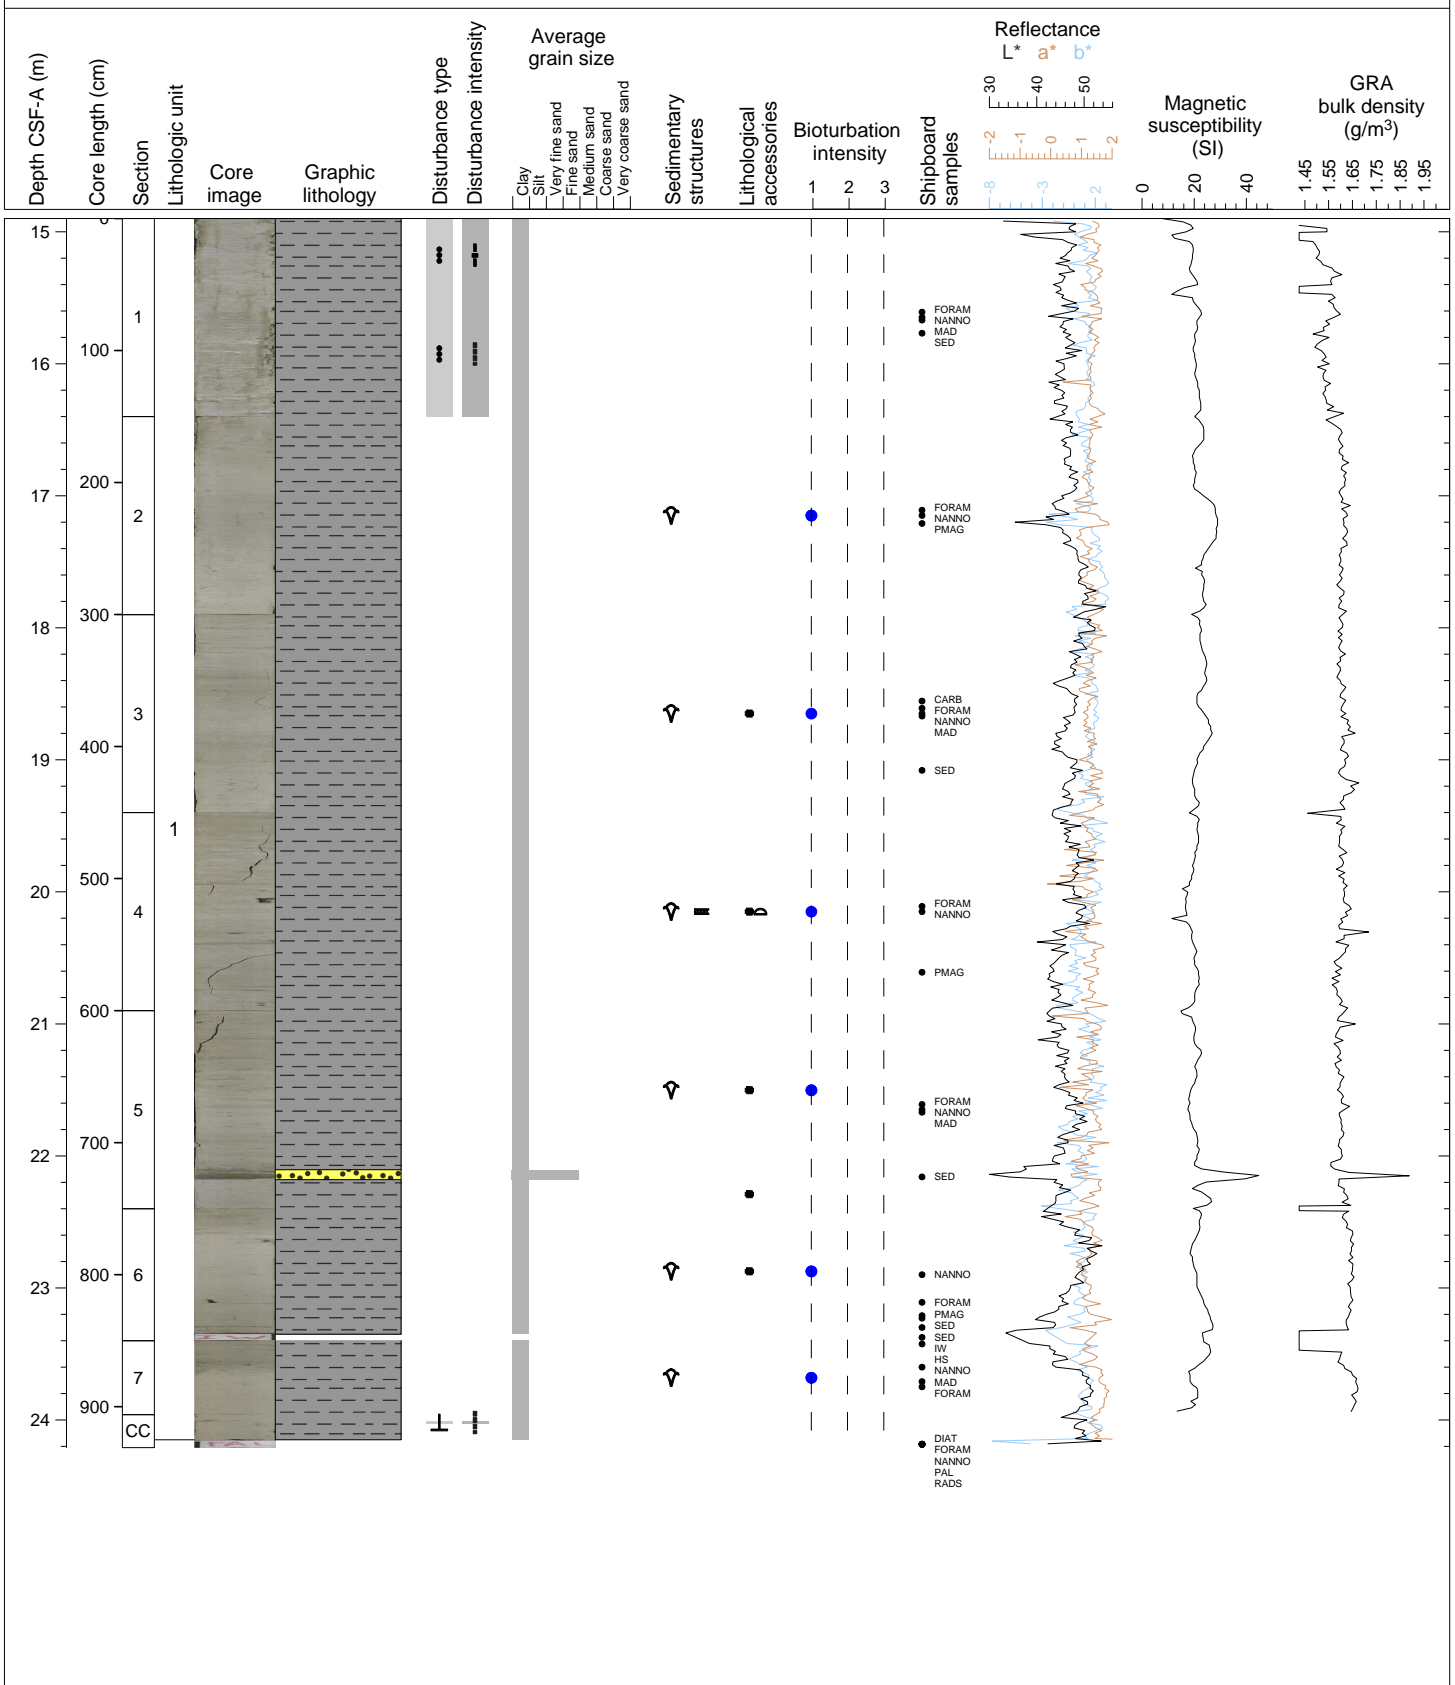 Depth CSF-A (m)
Core length (cm)
Section
Lithologic unit
Core
image
Graphic
lithology
Disturbance type
Disturbance intensity
Average
grain size
Clay
Silt
Very fine sand
Fine sand
Medium sand
Coarse sand
Very coarse sand
Sedimentary
structures
Lithological
accessories
Bioturbation
intensity
1 2 3
Shipboard
samples
Reflectance
L* a* b*
30 40 50
-2 -1 0 1 2
-8 -3 2
Magnetic
susceptibility
(SI)
0 20 40
GRA
bulk density
(g/m³)
1.45 1.55 1.65 1.75 1.85 1.95
15
16
17
18
19
20
21
22
23
24
0
100
200
300
400
500
600
700
800
900
1
2
3
4
5
6
7
CC
1
FORAM
NANNO
MAD
SED
FORAM
NANNO
PMAG
CARB
FORAM
NANNO
MAD
SED
FORAM
NANNO
PMAG
FORAM
NANNO
MAD
SED
NANNO
FORAM
PMAG
SED
SED
IW
HS
NANNO
MAD
FORAM
DIAT
FORAM
NANNO
PAL
RADS